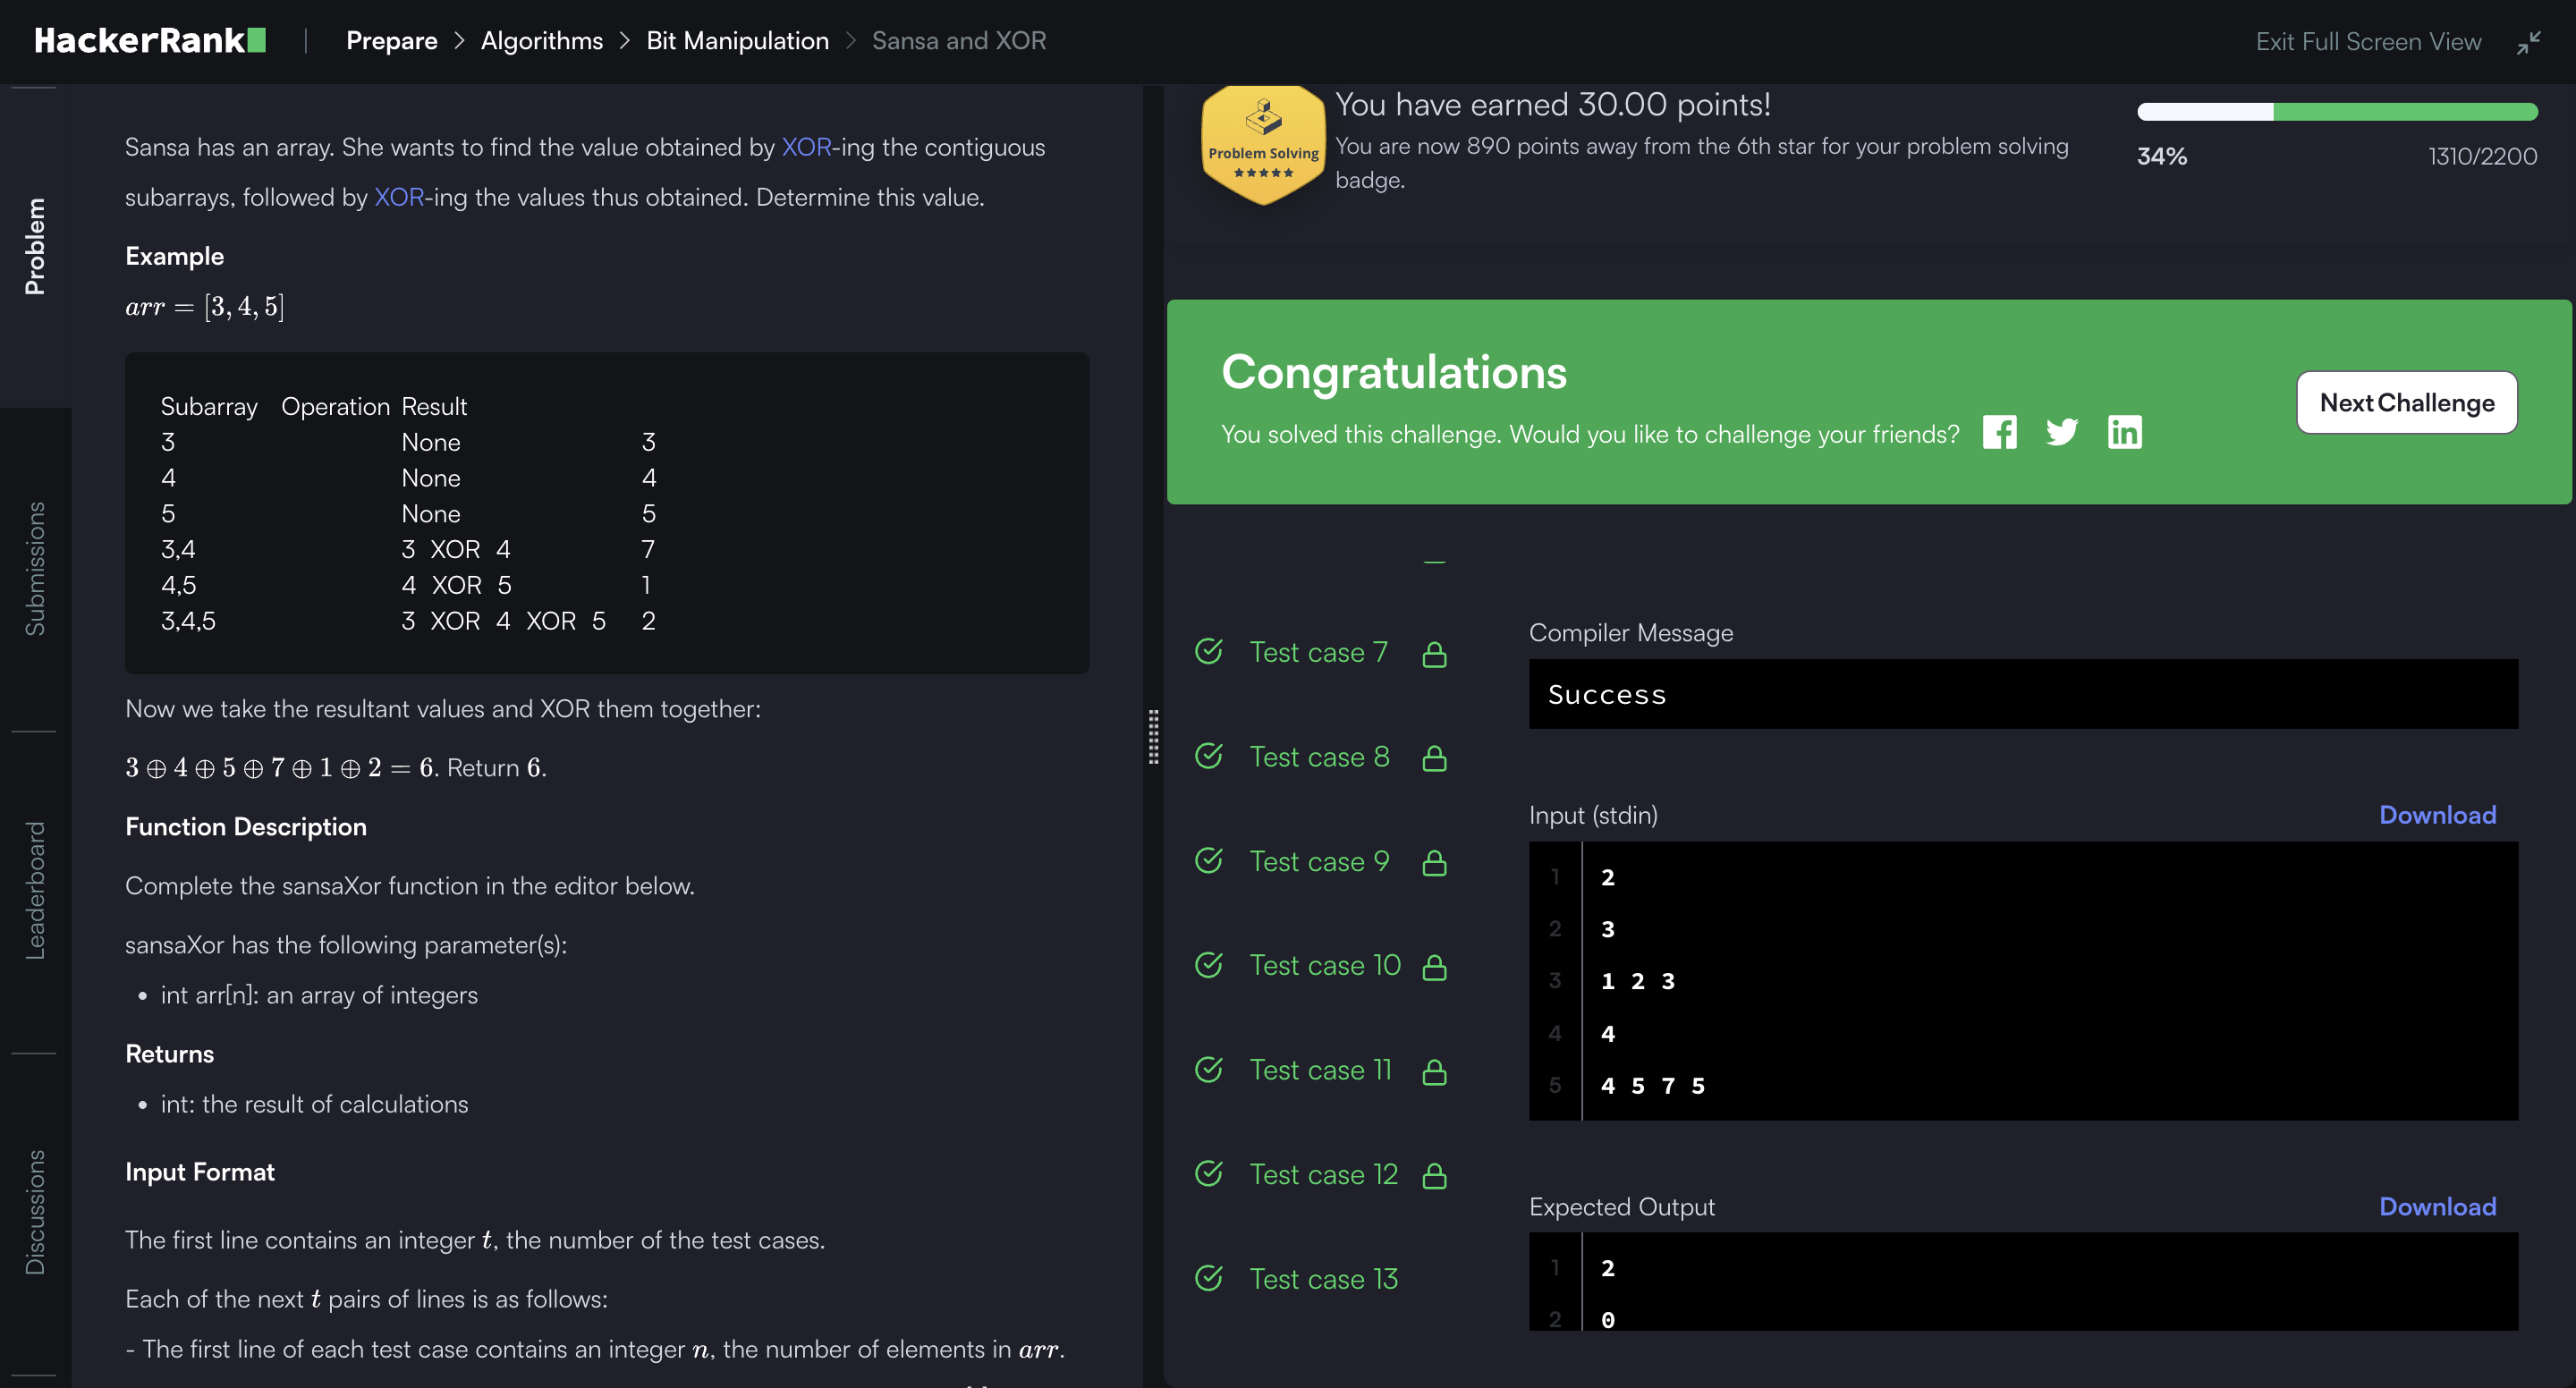 HackerRank | Prepare > Algorithms > Bit Manipulation > Sansa and XOR
Exit Full Screen View
Problem
Submissions
Leaderboard
Discussions
Sansa has an array. She wants to find the value obtained by XOR-ing the contiguous
subarrays, followed by XOR-ing the values thus obtained. Determine this value.
Example
arr = [3, 4, 5]
Subarray Operation Result
3 None 3
4 None 4
5 None 5
3,4 3 XOR 4 7
4,5 4 XOR 5 1
3,4,5 3 XOR 4 XOR 5 2
Now we take the resultant values and XOR them together:
3 ⊕ 4 ⊕ 5 ⊕ 7 ⊕ 1 ⊕ 2 = 6. Return 6.
Function Description
Complete the sansaXor function in the editor below.
sansaXor has the following parameter(s):
• int arr[n]: an array of integers
Returns
• int: the result of calculations
Input Format
The first line contains an integer t, the number of the test cases.
Each of the next t pairs of lines is as follows:
- The first line of each test case contains an integer n, the number of elements in arr.
Problem Solving
★★★★★
You have earned 30.00 points!
You are now 890 points away from the 6th star for your problem solving
badge.
34% 1310/2200
Congratulations
You solved this challenge. Would you like to challenge your friends?
Next Challenge
Test case 7
Test case 8
Test case 9
Test case 10
Test case 11
Test case 12
Test case 13
Compiler Message
Success
Input (stdin) Download
1 2
2 3
3 1 2 3
4 4
5 4 5 7 5
Expected Output Download
1 2
2 0